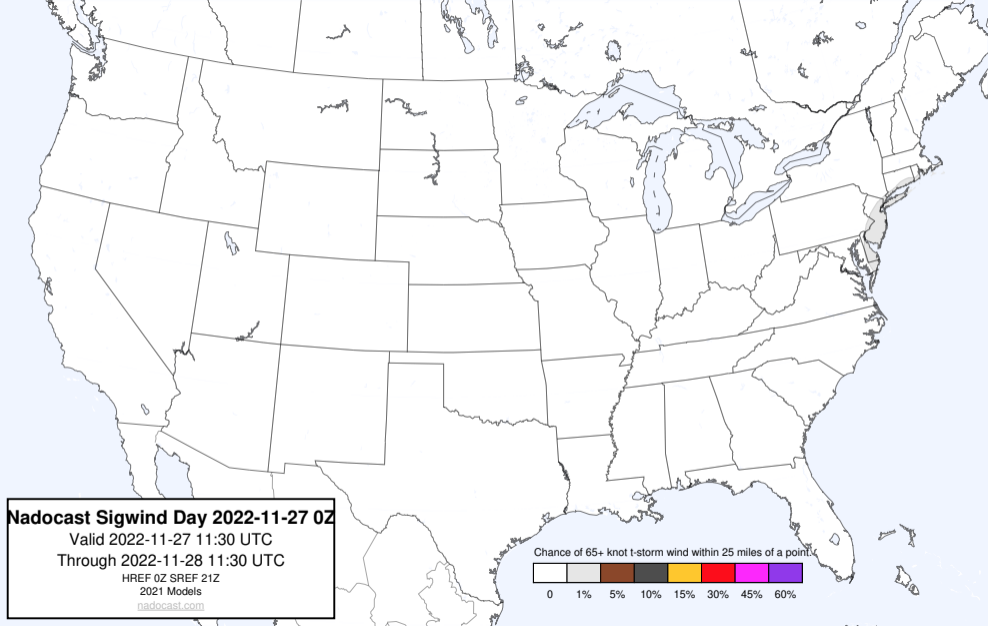 Nadocast Sigwind Day 2022-11-27 0Z
Valid 2022-11-27 11:30 UTC
Through 2022-11-28 11:30 UTC
HREF 0Z SREF 21Z
2021 Models
nadocast.com
Chance of 65+ knot t-storm wind within 25 miles of a point.
0 1% 5% 10% 15% 30% 45% 60%